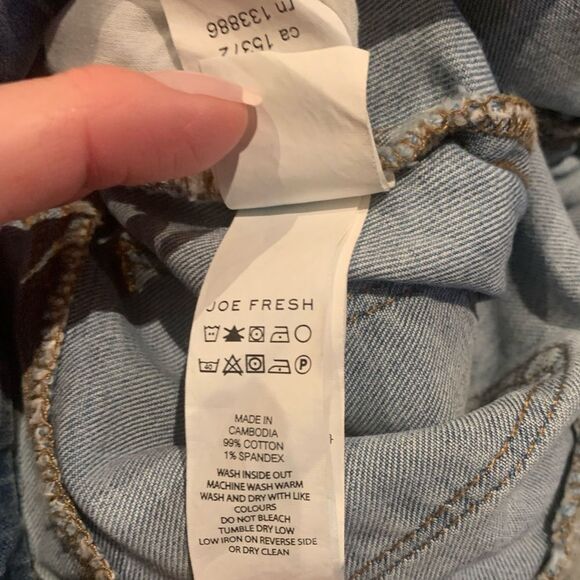 rn 133886
ca 15372
JOE FRESH
40
P
MADE IN
CAMBODIA
99% COTTON
1% SPANDEX
WASH INSIDE OUT
MACHINE WASH WARM
WASH AND DRY WITH LIKE
COLOURS
DO NOT BLEACH
TUMBLE DRY LOW
LOW IRON ON REVERSE SIDE
OR DRY CLEAN